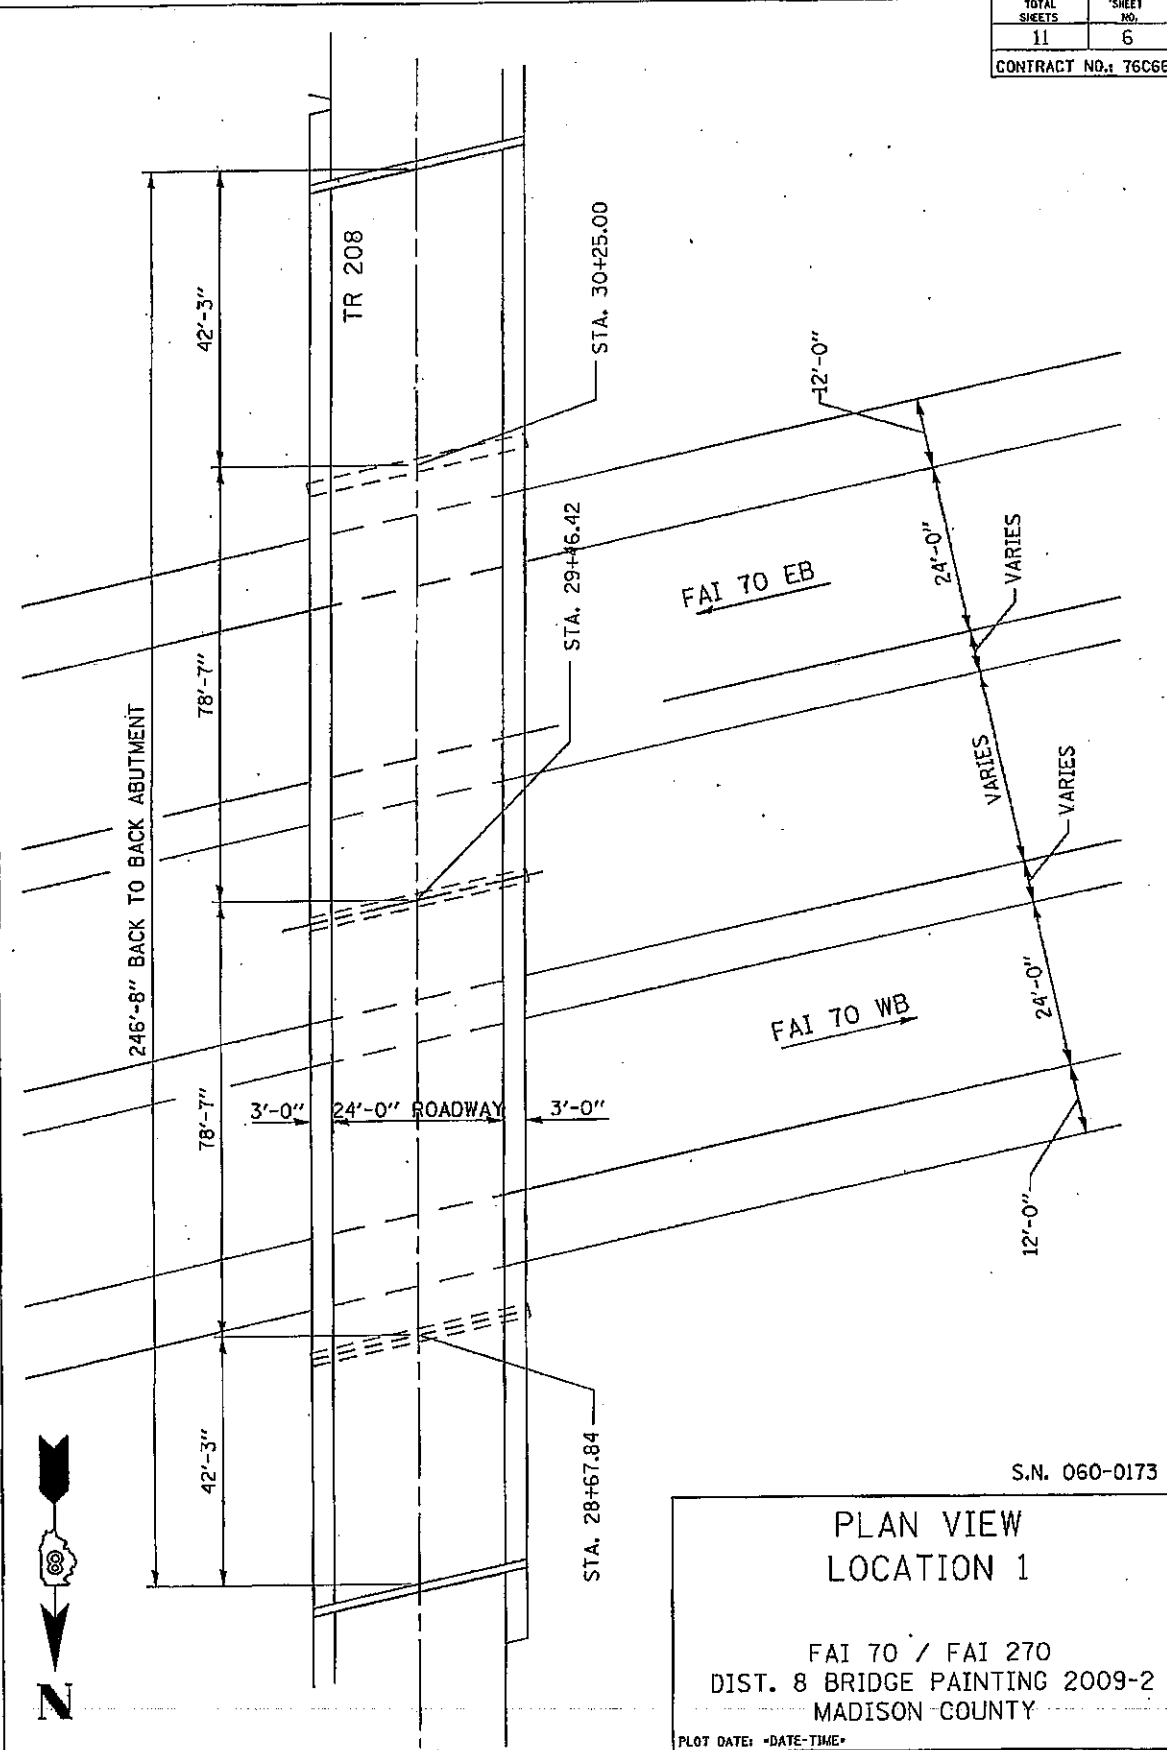 TOTAL SHEETS
SHEET NO.
11
6
CONTRACT NO.: 76C6E
42'-3"
TR 208
STA. 30+25.00
12'-0"
24'-0"
VARIES
FAI 70 EB
STA. 29+46.42
78'-7"
246'-8" BACK TO BACK ABUTMENT
VARIES
VARIES
24'-0"
FAI 70 WB
78'-7"
3'-0"
24'-0" ROADWAY
3'-0"
12'-0"
42'-3"
STA. 28+67.84
8
N
S.N. 060-0173
PLAN VIEW
LOCATION 1
FAI 70 / FAI 270
DIST. 8 BRIDGE PAINTING 2009-2
MADISON COUNTY
PLOT DATE: =DATE-TIME=